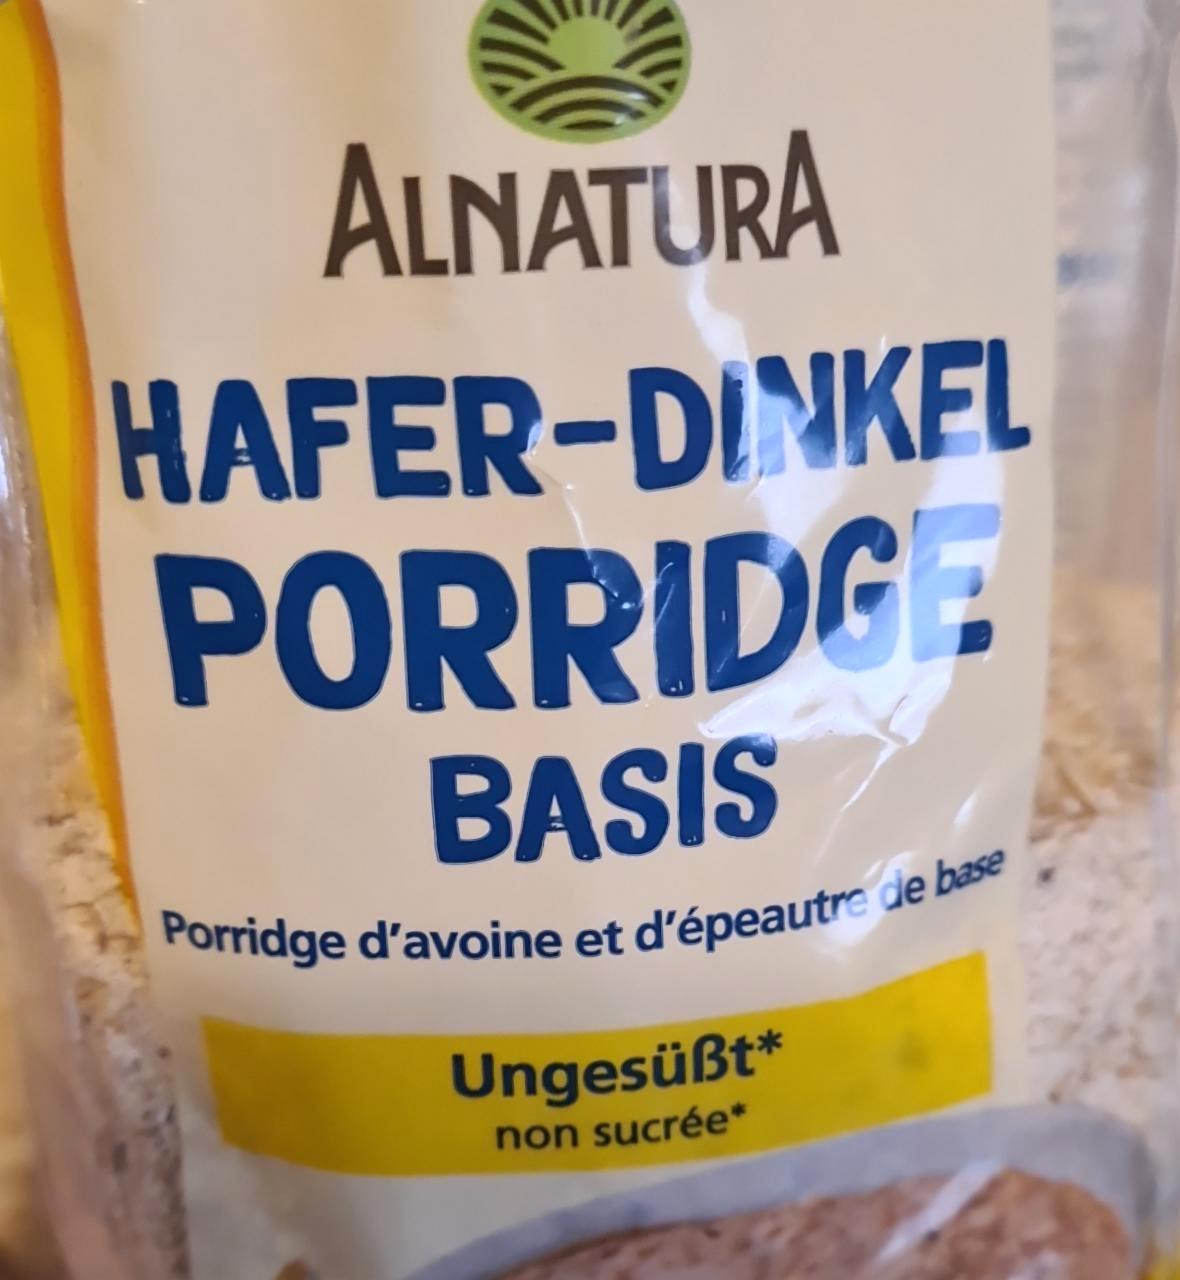 ALNATURA
HAFER-DINKEL
PORRIDGE
BASIS
Porridge d'avoine et d'épeautre de base
Ungesüßt*
non sucrée*